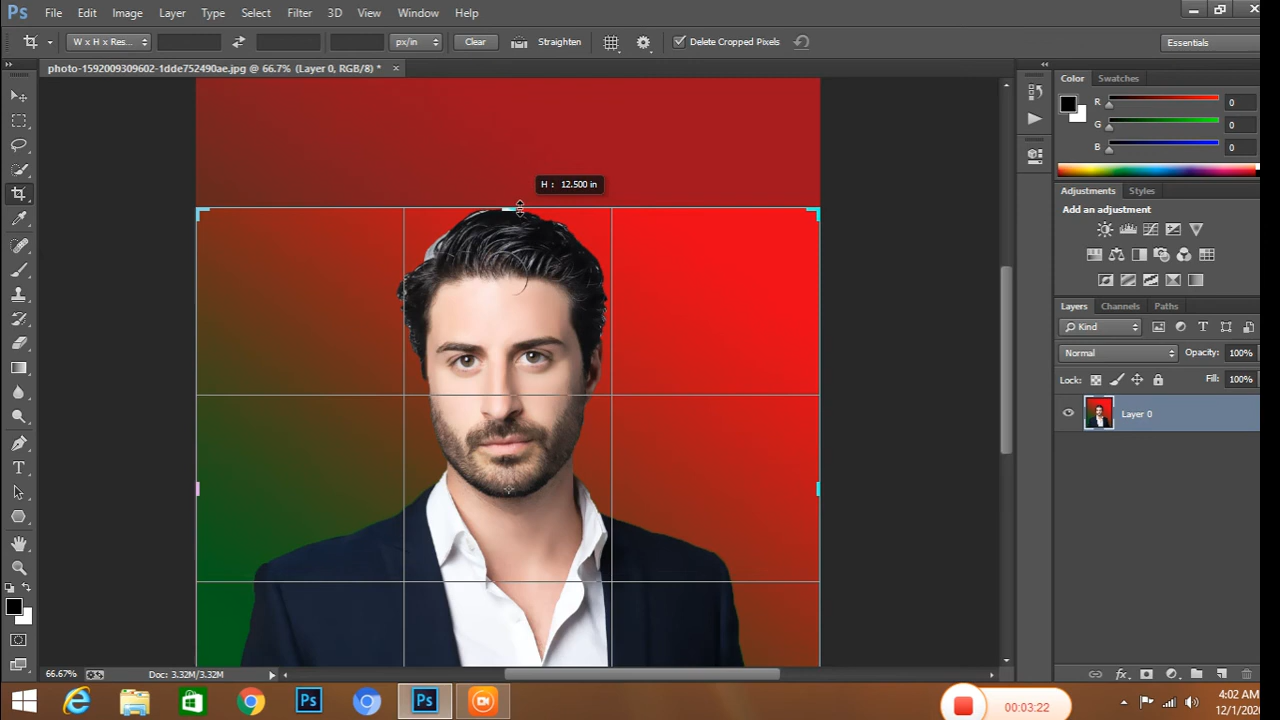 Ps File Edit Image Layer Type Select Filter 3D View Window Help
W x H x Res... px/in Clear Straighten Delete Cropped Pixels Essentials
photo-1592009309602-1dde752490ae.jpg @ 66.7% (Layer 0, RGB/8) *
Color Swatches
R 0
G 0
B 0
H : 12.500 in
Adjustments Styles
Add an adjustment
Layers Channels Paths
Kind
Normal Opacity: 100%
Lock: Fill: 100%
Layer 0
66.67% Doc: 3.32M/3.32M
Ps Ps
00:03:22
4:02 AM
12/1/202